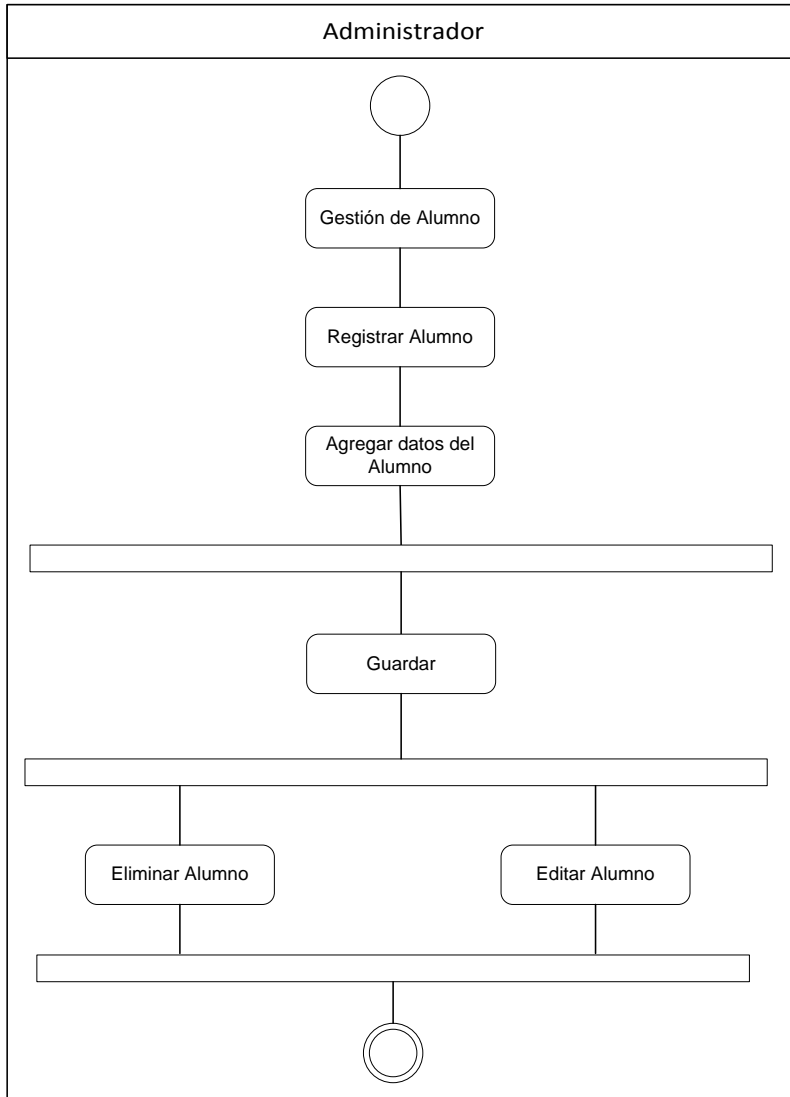 Administrador
Gestión de Alumno
Registrar Alumno
Agregar datos del
Alumno
Guardar
Eliminar Alumno
Editar Alumno